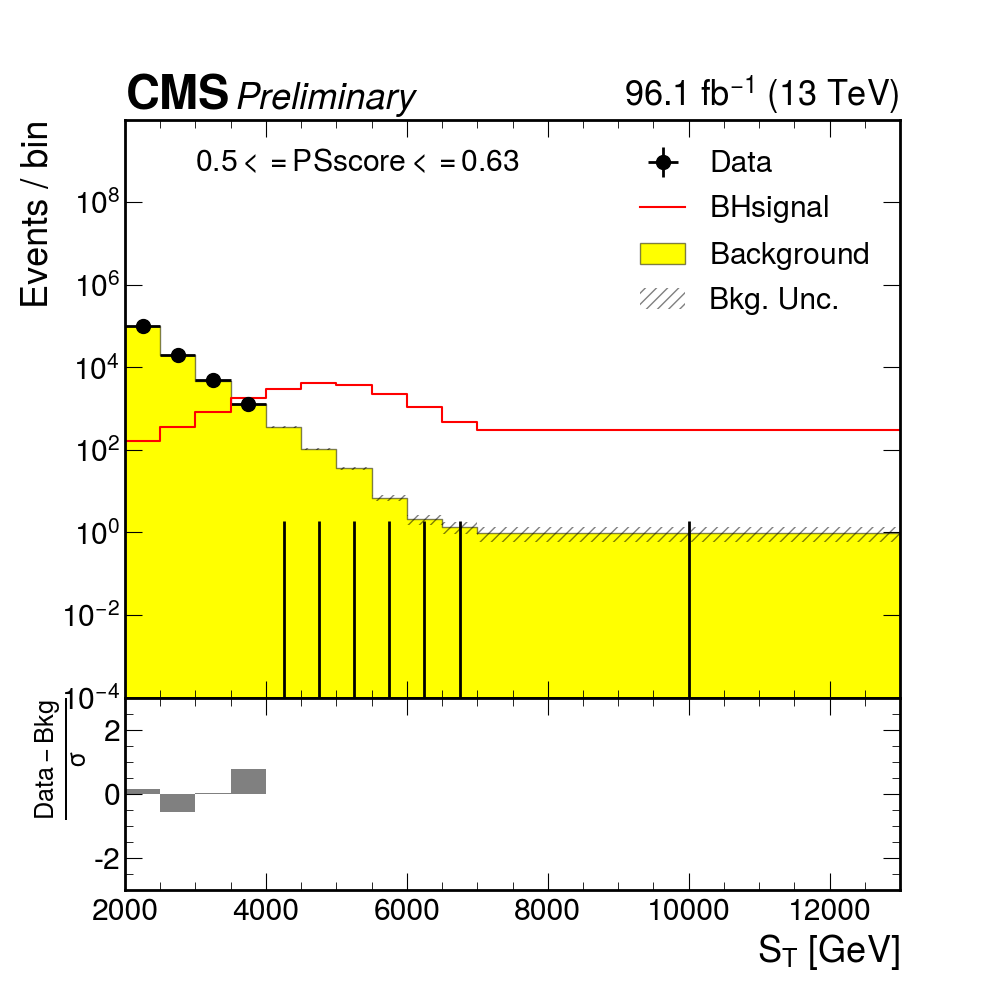 CMS Preliminary
96.1 fb⁻¹ (13 TeV)
Events / bin
0.5 < = PSscore < = 0.63
Data
BHsignal
Background
Bkg. Unc.
10⁸
10⁶
10⁴
10²
10⁰
10⁻²
10⁻⁴
Data – Bkg
σ
2
0
-2
2000 4000 6000 8000 10000 12000
S_T [GeV]